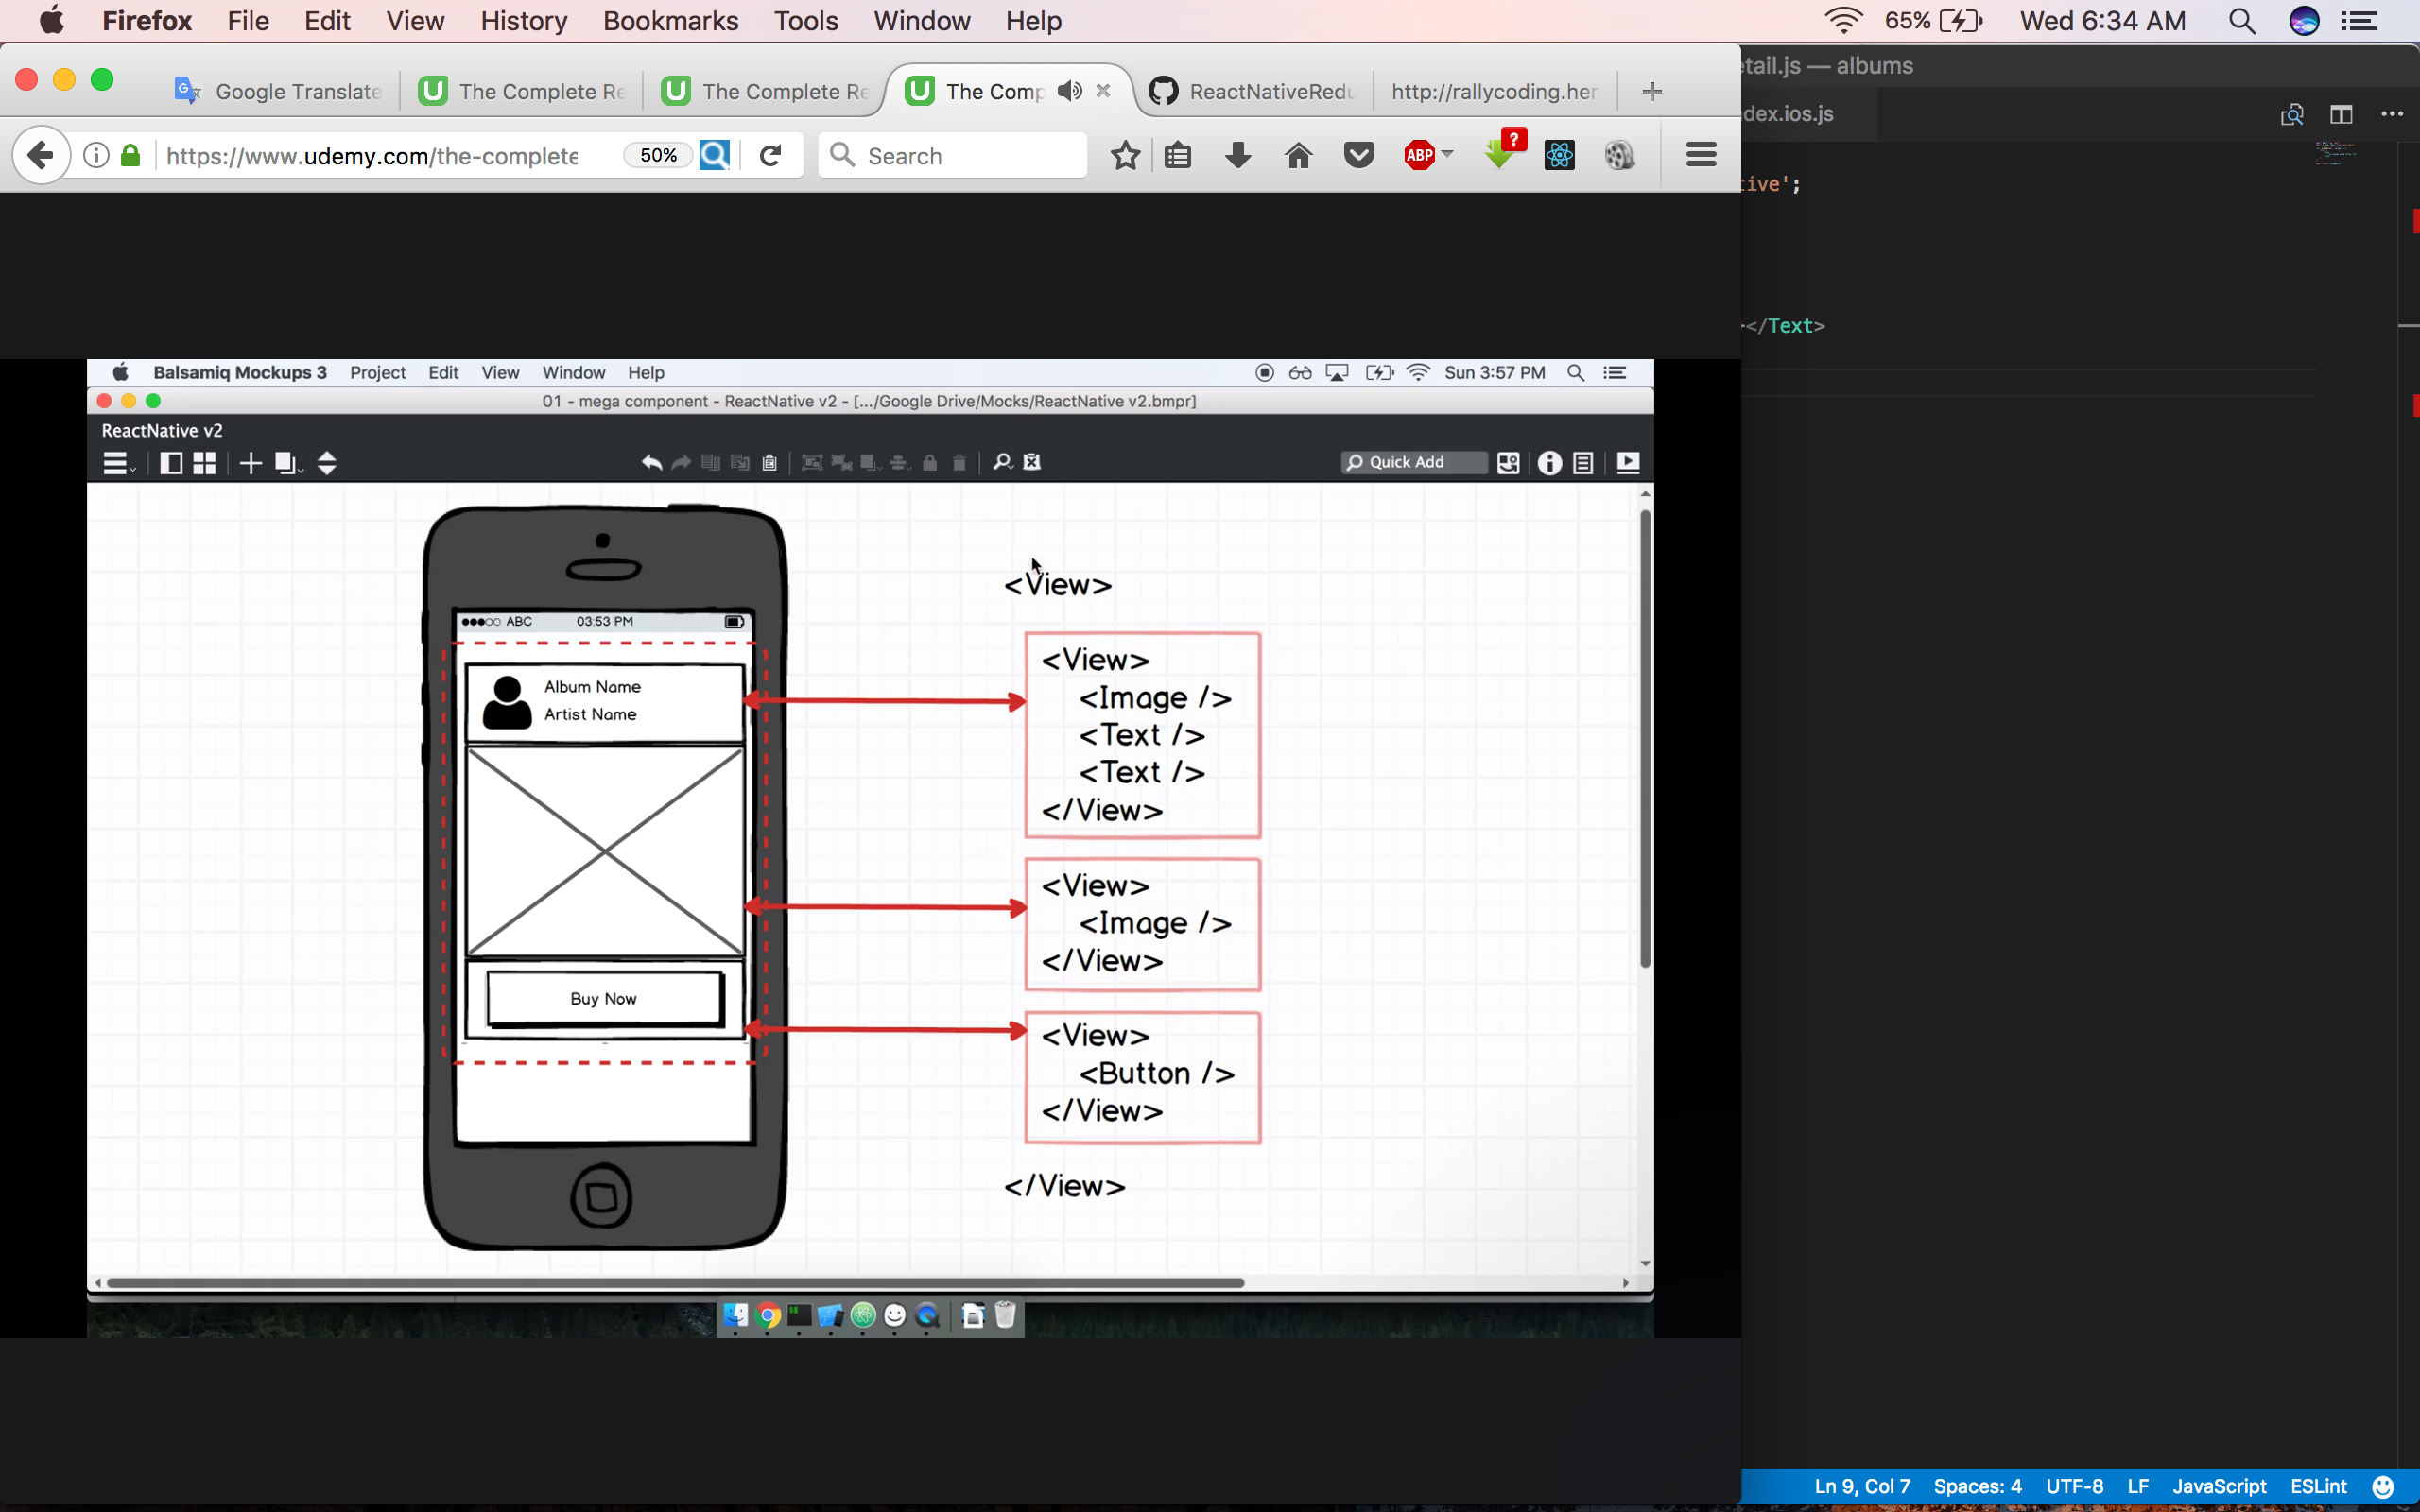 Firefox File Edit View History Bookmarks Tools Window Help 65% Wed 6:34 AM
Google Translate The Complete Re The Complete Re The Comp ReactNativeRedu http://rallycoding.her
https://www.udemy.com/the-complete 50% Search ABP ?
tail.js — albums
dex.ios.js
ive';
></Text>
Balsamiq Mockups 3 Project Edit View Window Help Sun 3:57 PM
01 - mega component - ReactNative v2 - [.../Google Drive/Mocks/ReactNative v2.bmpr]
ReactNative v2
Quick Add
ABC 03:53 PM
Album Name
Artist Name
Buy Now
<View>
<View>
<Image />
<Text />
<Text />
</View>
<View>
<Image />
</View>
<View>
<Button />
</View>
</View>
Ln 9, Col 7 Spaces: 4 UTF-8 LF JavaScript ESLint